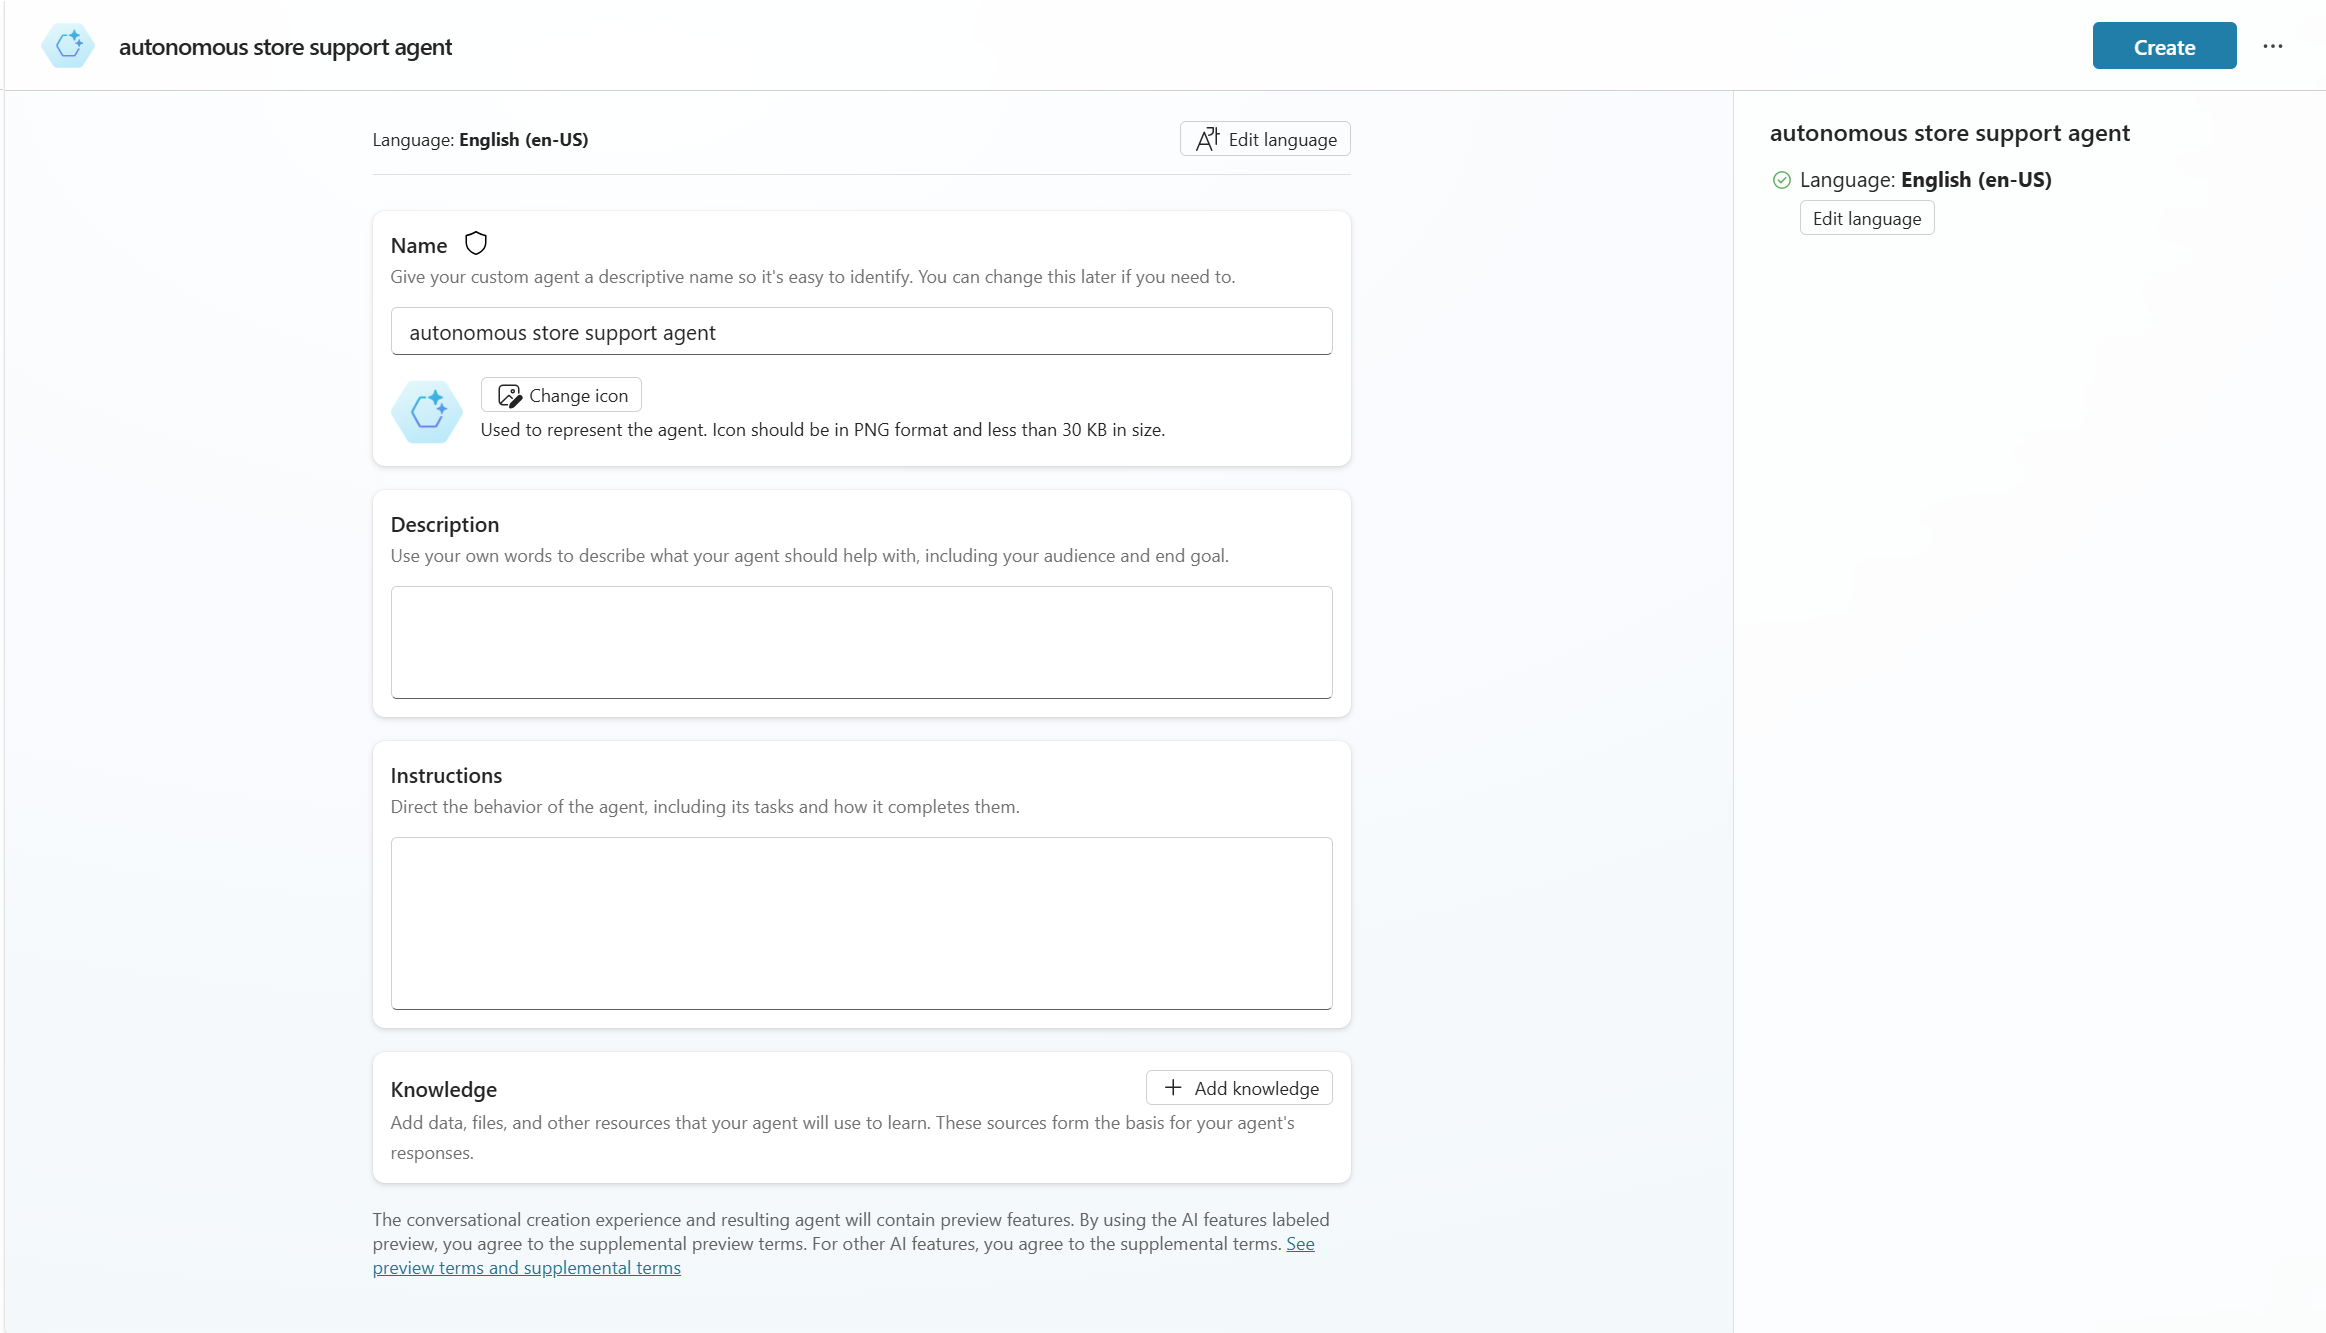 autonomous store support agent
Create
Language: English (en-US)
Edit language
Name
Give your custom agent a descriptive name so it's easy to identify. You can change this later if you need to.
autonomous store support agent
Change icon
Used to represent the agent. Icon should be in PNG format and less than 30 KB in size.
Description
Use your own words to describe what your agent should help with, including your audience and end goal.
Instructions
Direct the behavior of the agent, including its tasks and how it completes them.
Knowledge
Add knowledge
Add data, files, and other resources that your agent will use to learn. These sources form the basis for your agent's
responses.
The conversational creation experience and resulting agent will contain preview features. By using the AI features labeled
preview, you agree to the supplemental preview terms. For other AI features, you agree to the supplemental terms. See
preview terms and supplemental terms
autonomous store support agent
Language: English (en-US)
Edit language